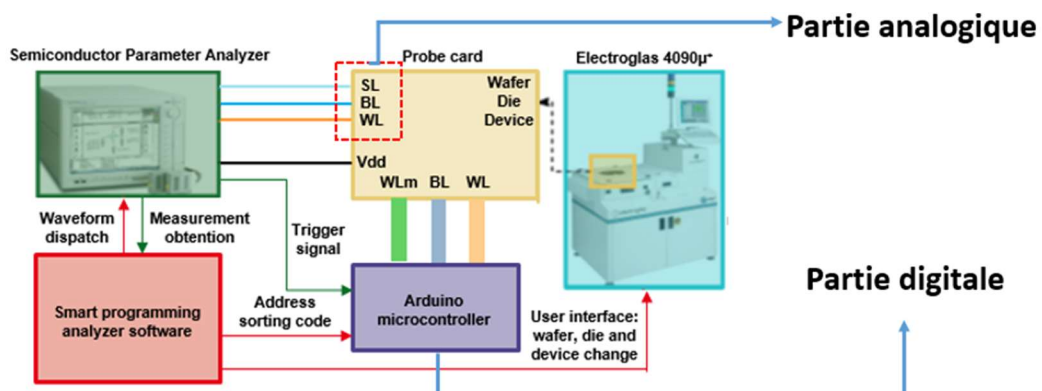 Partie analogique
Semiconductor Parameter Analyzer
Probe card
Electroglas 4090µ⁺
SL
BL
WL
Wafer
Die
Device
Vdd
WLm BL WL
Waveform
dispatch
Measurement
obtention
Trigger
signal
Partie digitale
Smart programming
analyzer software
Address
sorting code
Arduino
microcontroller
User interface:
wafer, die and
device change